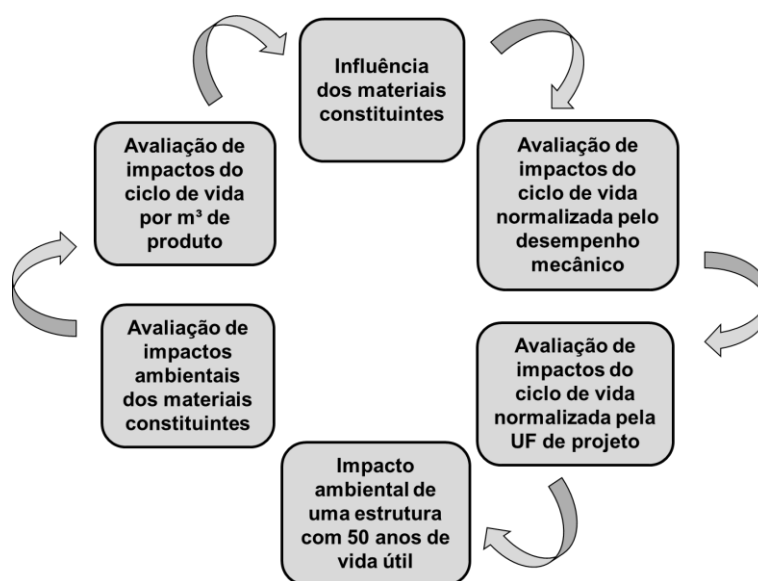 Influência
dos materiais
constituintes
Avaliação de
impactos do
ciclo de vida
por m³ de
produto
Avaliação de
impactos do
ciclo de vida
normalizada pelo
desempenho
mecânico
Avaliação de
impactos
ambientais
dos materiais
constituintes
Avaliação de
impactos do
ciclo de vida
normalizada pela
UF de projeto
Impacto
ambiental de
uma estrutura
com 50 anos de
vida útil